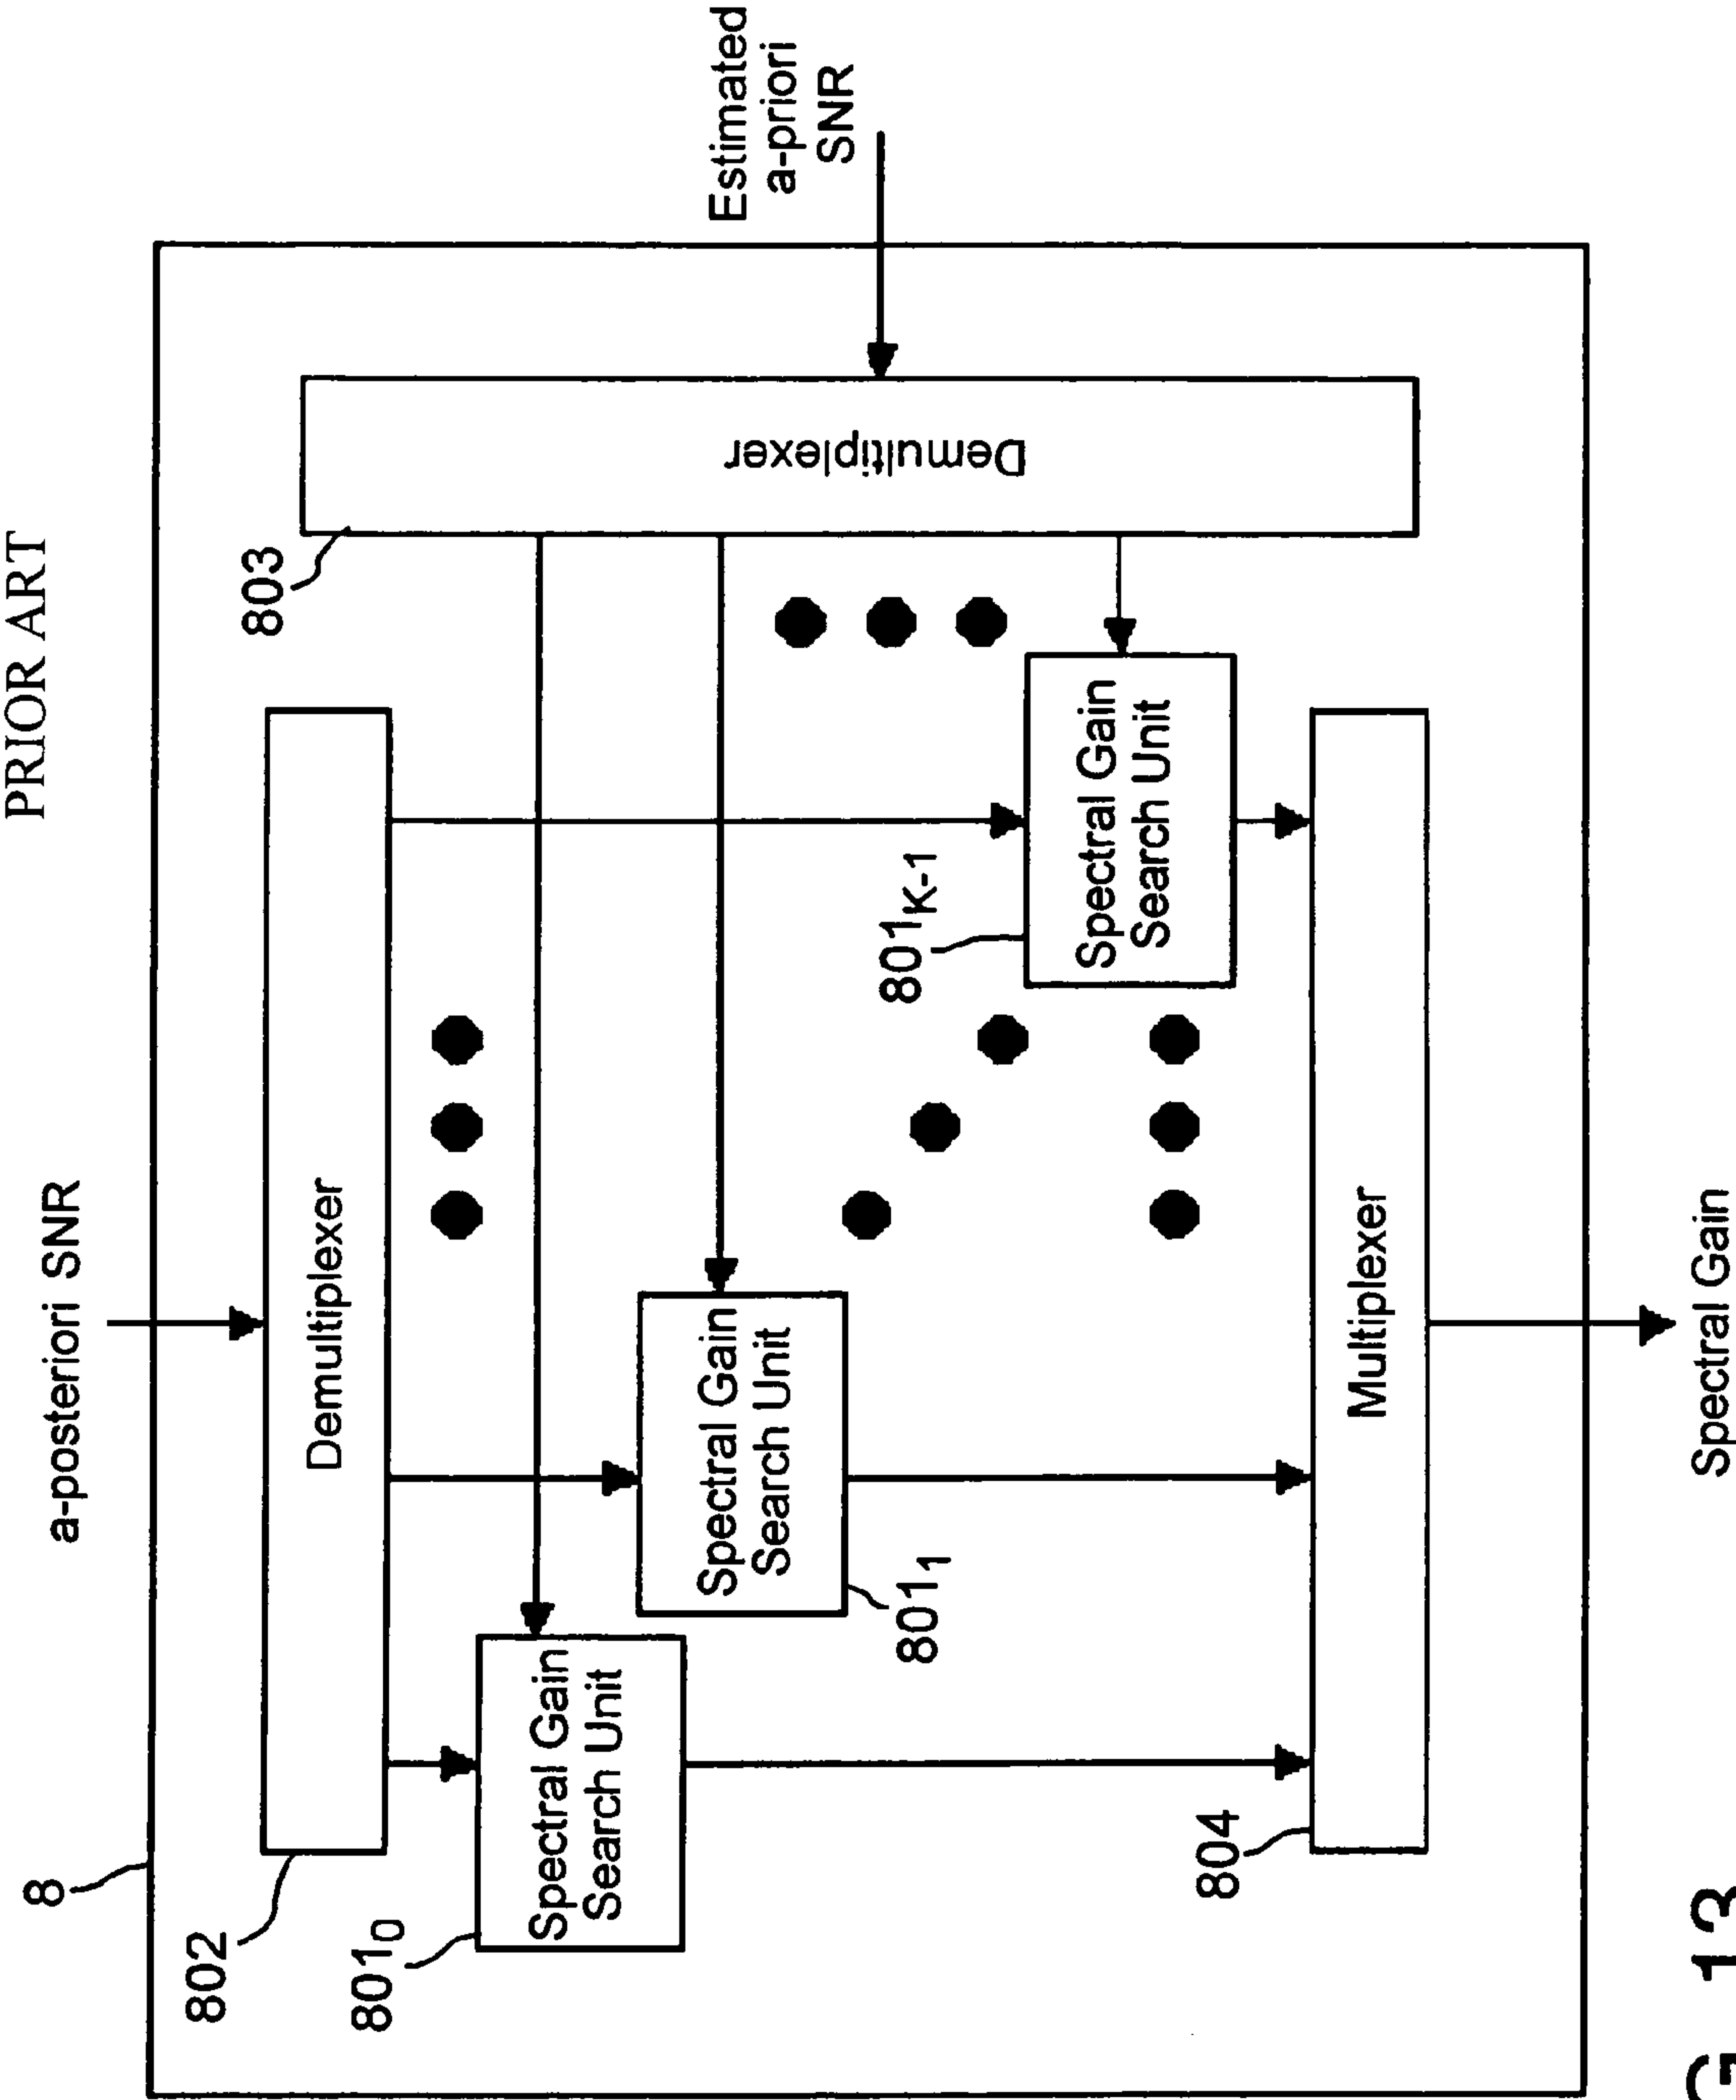 PRIOR ART
a-posteriori SNR
8
802
Demultiplexer
Estimated
a-priori
SNR
803
Demultiplexer
801₀
Spectral Gain
Search Unit
801₁
Spectral Gain
Search Unit
801K-1
Spectral Gain
Search Unit
804
Multiplexer
Spectral Gain
G 13